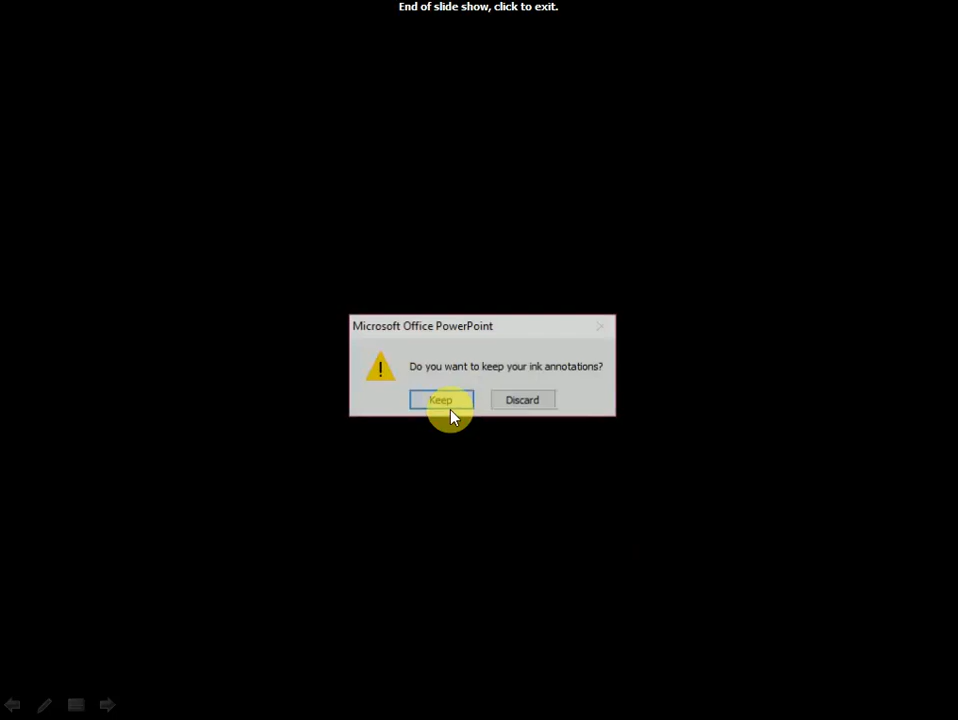 End of slide show, click to exit.
Microsoft Office PowerPoint
Do you want to keep your ink annotations?
Keep
Discard